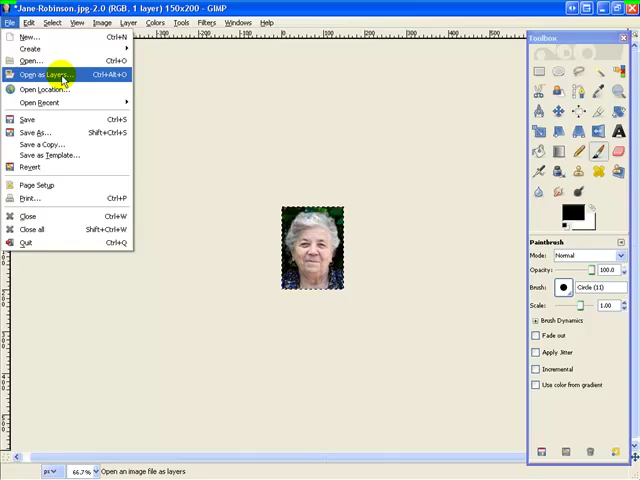 *Jane-Robinson.jpg-2.0 (RGB, 1 layer) 150x200 – GIMP
File Edit Select View Image Layer Colors Tools Filters Windows Help
New... Ctrl+N
Create
Open... Ctrl+O
Open as Layers... Ctrl+Alt+O
Open Location...
Open Recent
Save Ctrl+S
Save As... Shift+Ctrl+S
Save a Copy...
Save as Template...
Revert
Page Setup
Print... Ctrl+P
Close Ctrl+W
Close all Shift+Ctrl+W
Quit Ctrl+Q
Toolbox
Paintbrush
Mode: Normal
Opacity: 100.0
Brush: Circle (11)
Scale: 1.00
Brush Dynamics
Fade out
Apply Jitter
Incremental
Use color from gradient
px 66.7% Open an image file as layers